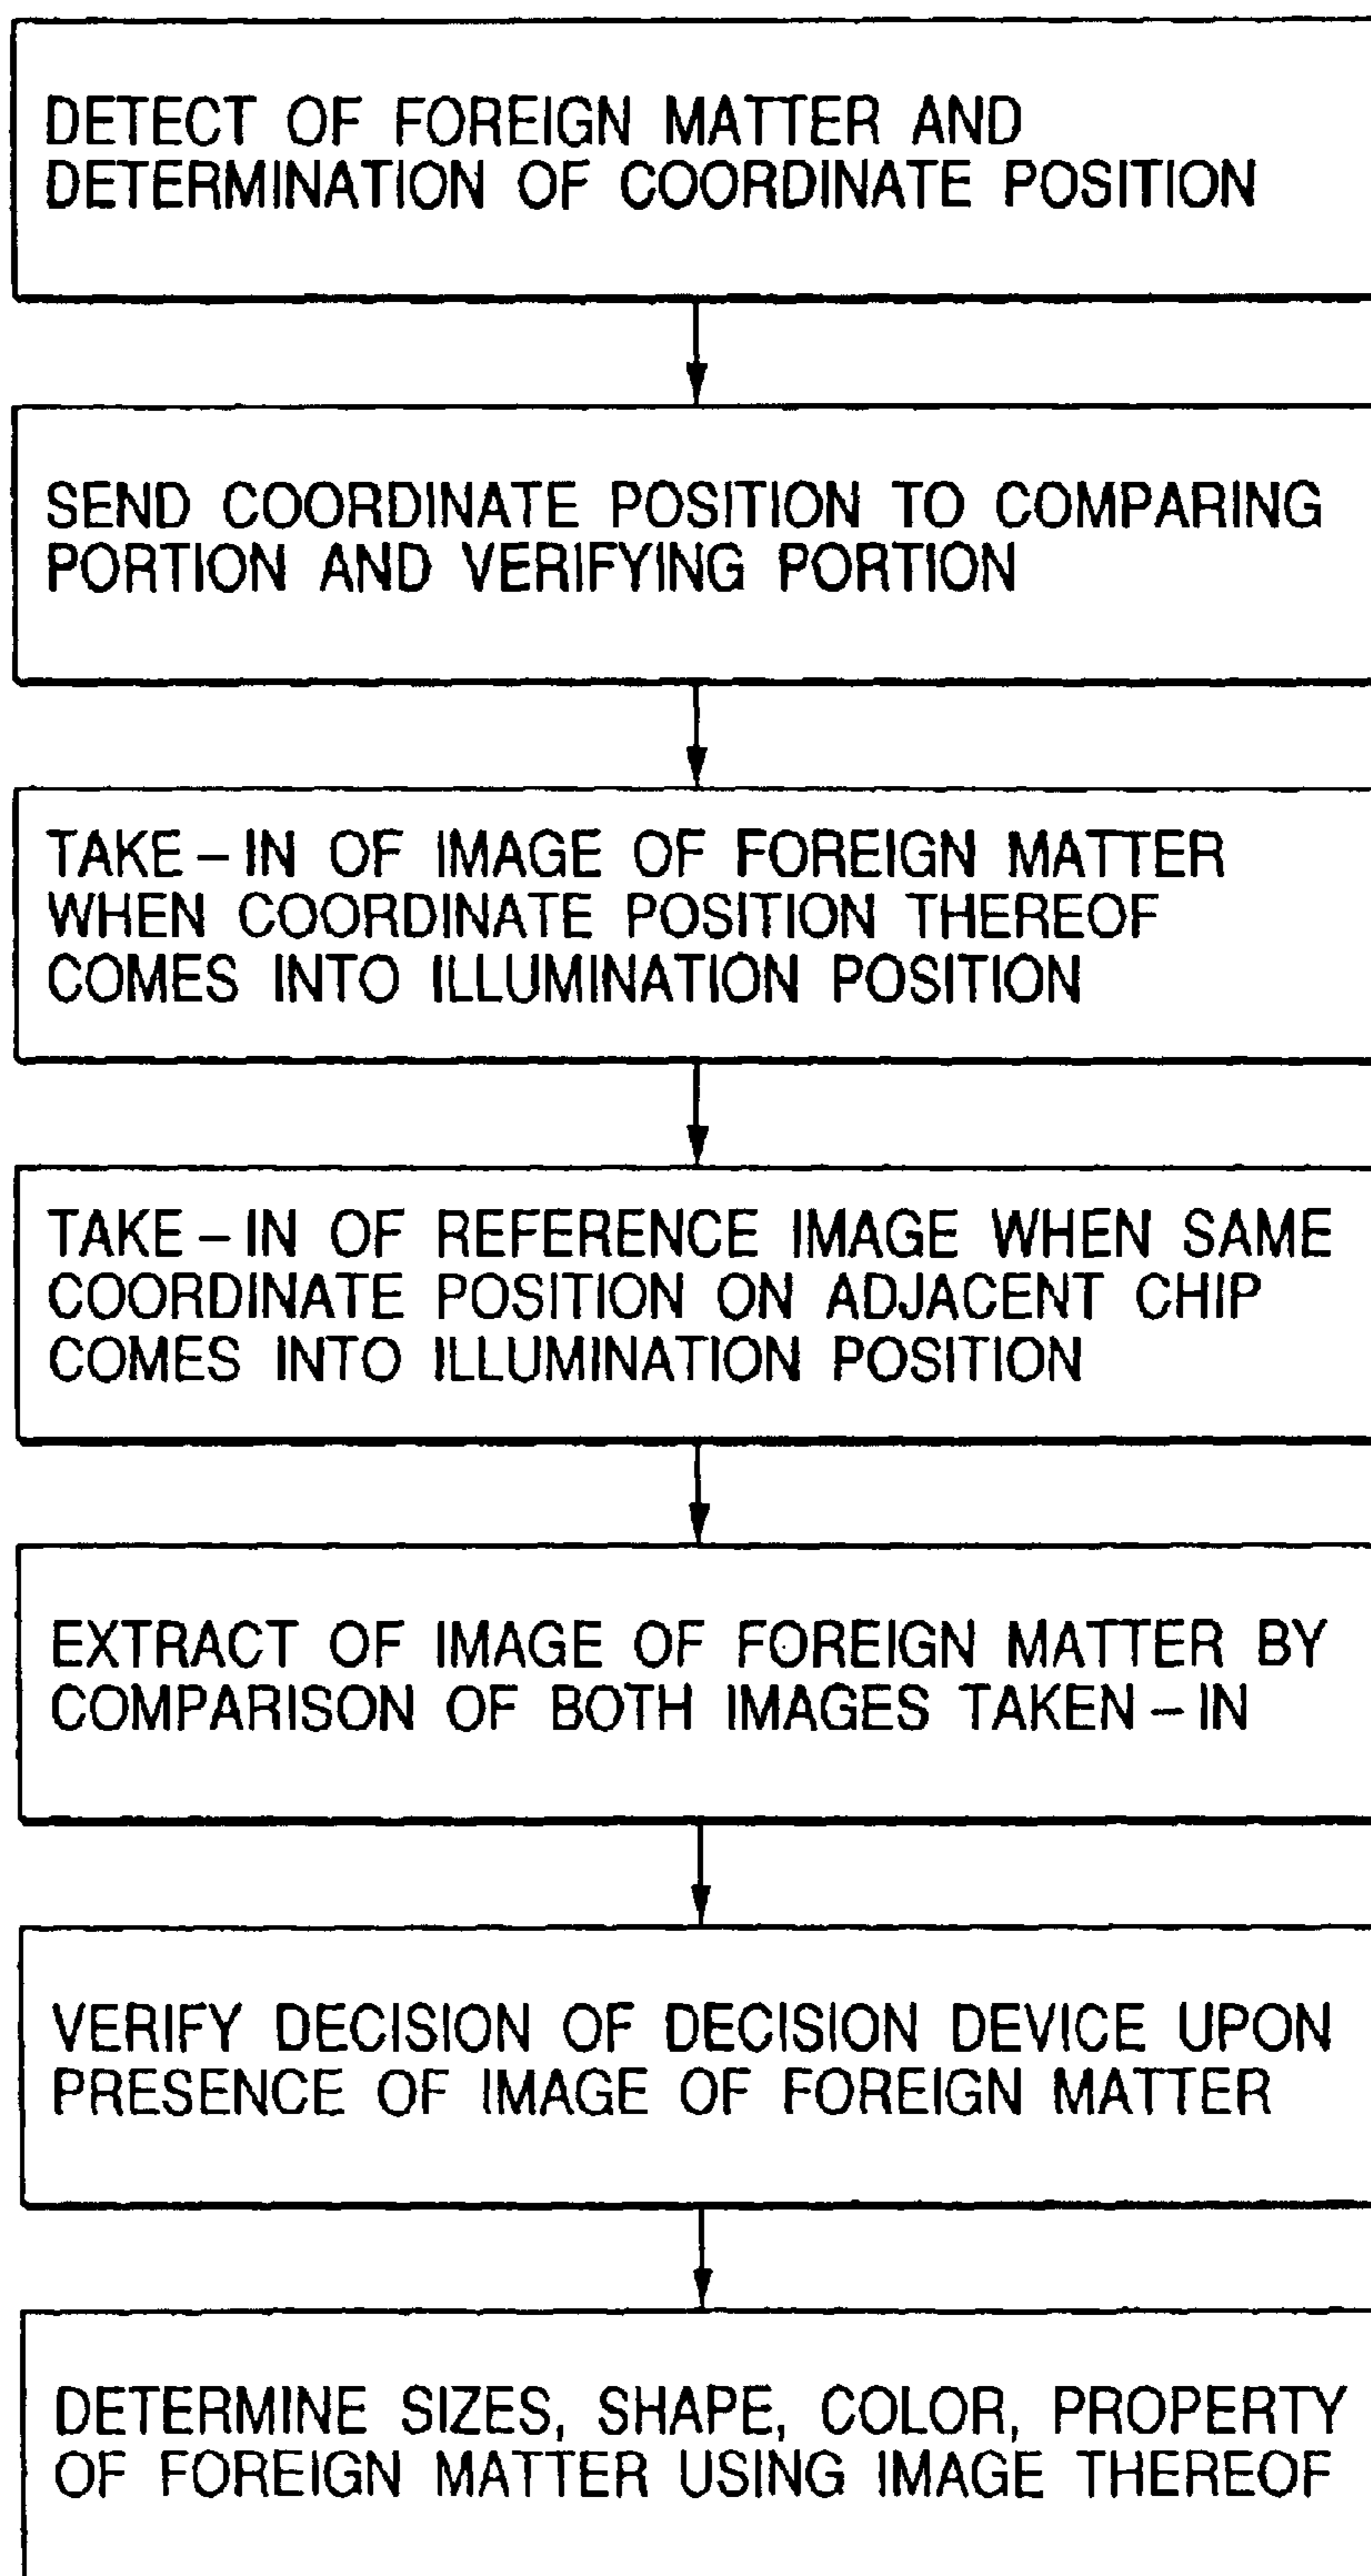 DETECT OF FOREIGN MATTER AND
DETERMINATION OF COORDINATE POSITION
SEND COORDINATE POSITION TO COMPARING
PORTION AND VERIFYING PORTION
TAKE-IN OF IMAGE OF FOREIGN MATTER
WHEN COORDINATE POSITION THEREOF
COMES INTO ILLUMINATION POSITION
TAKE-IN OF REFERENCE IMAGE WHEN SAME
COORDINATE POSITION ON ADJACENT CHIP
COMES INTO ILLUMINATION POSITION
EXTRACT OF IMAGE OF FOREIGN MATTER BY
COMPARISON OF BOTH IMAGES TAKEN-IN
VERIFY DECISION OF DECISION DEVICE UPON
PRESENCE OF IMAGE OF FOREIGN MATTER
DETERMINE SIZES, SHAPE, COLOR, PROPERTY
OF FOREIGN MATTER USING IMAGE THEREOF